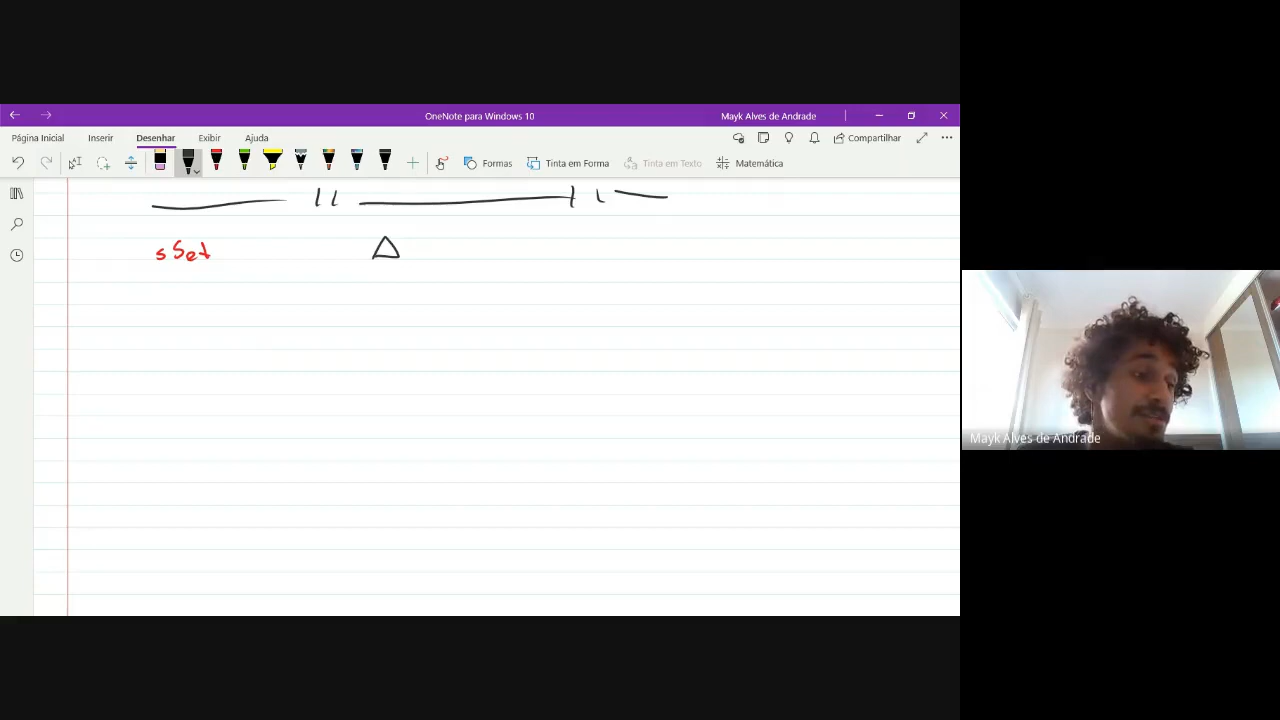 OneNote para Windows 10
Mayk Alves de Andrade
Página Inicial Inserir Desenhar Exibir Ajuda
Compartilhar
Formas Tinta em Forma Tinta em Texto Matemática
sSet Δ
Mayk Alves de Andrade